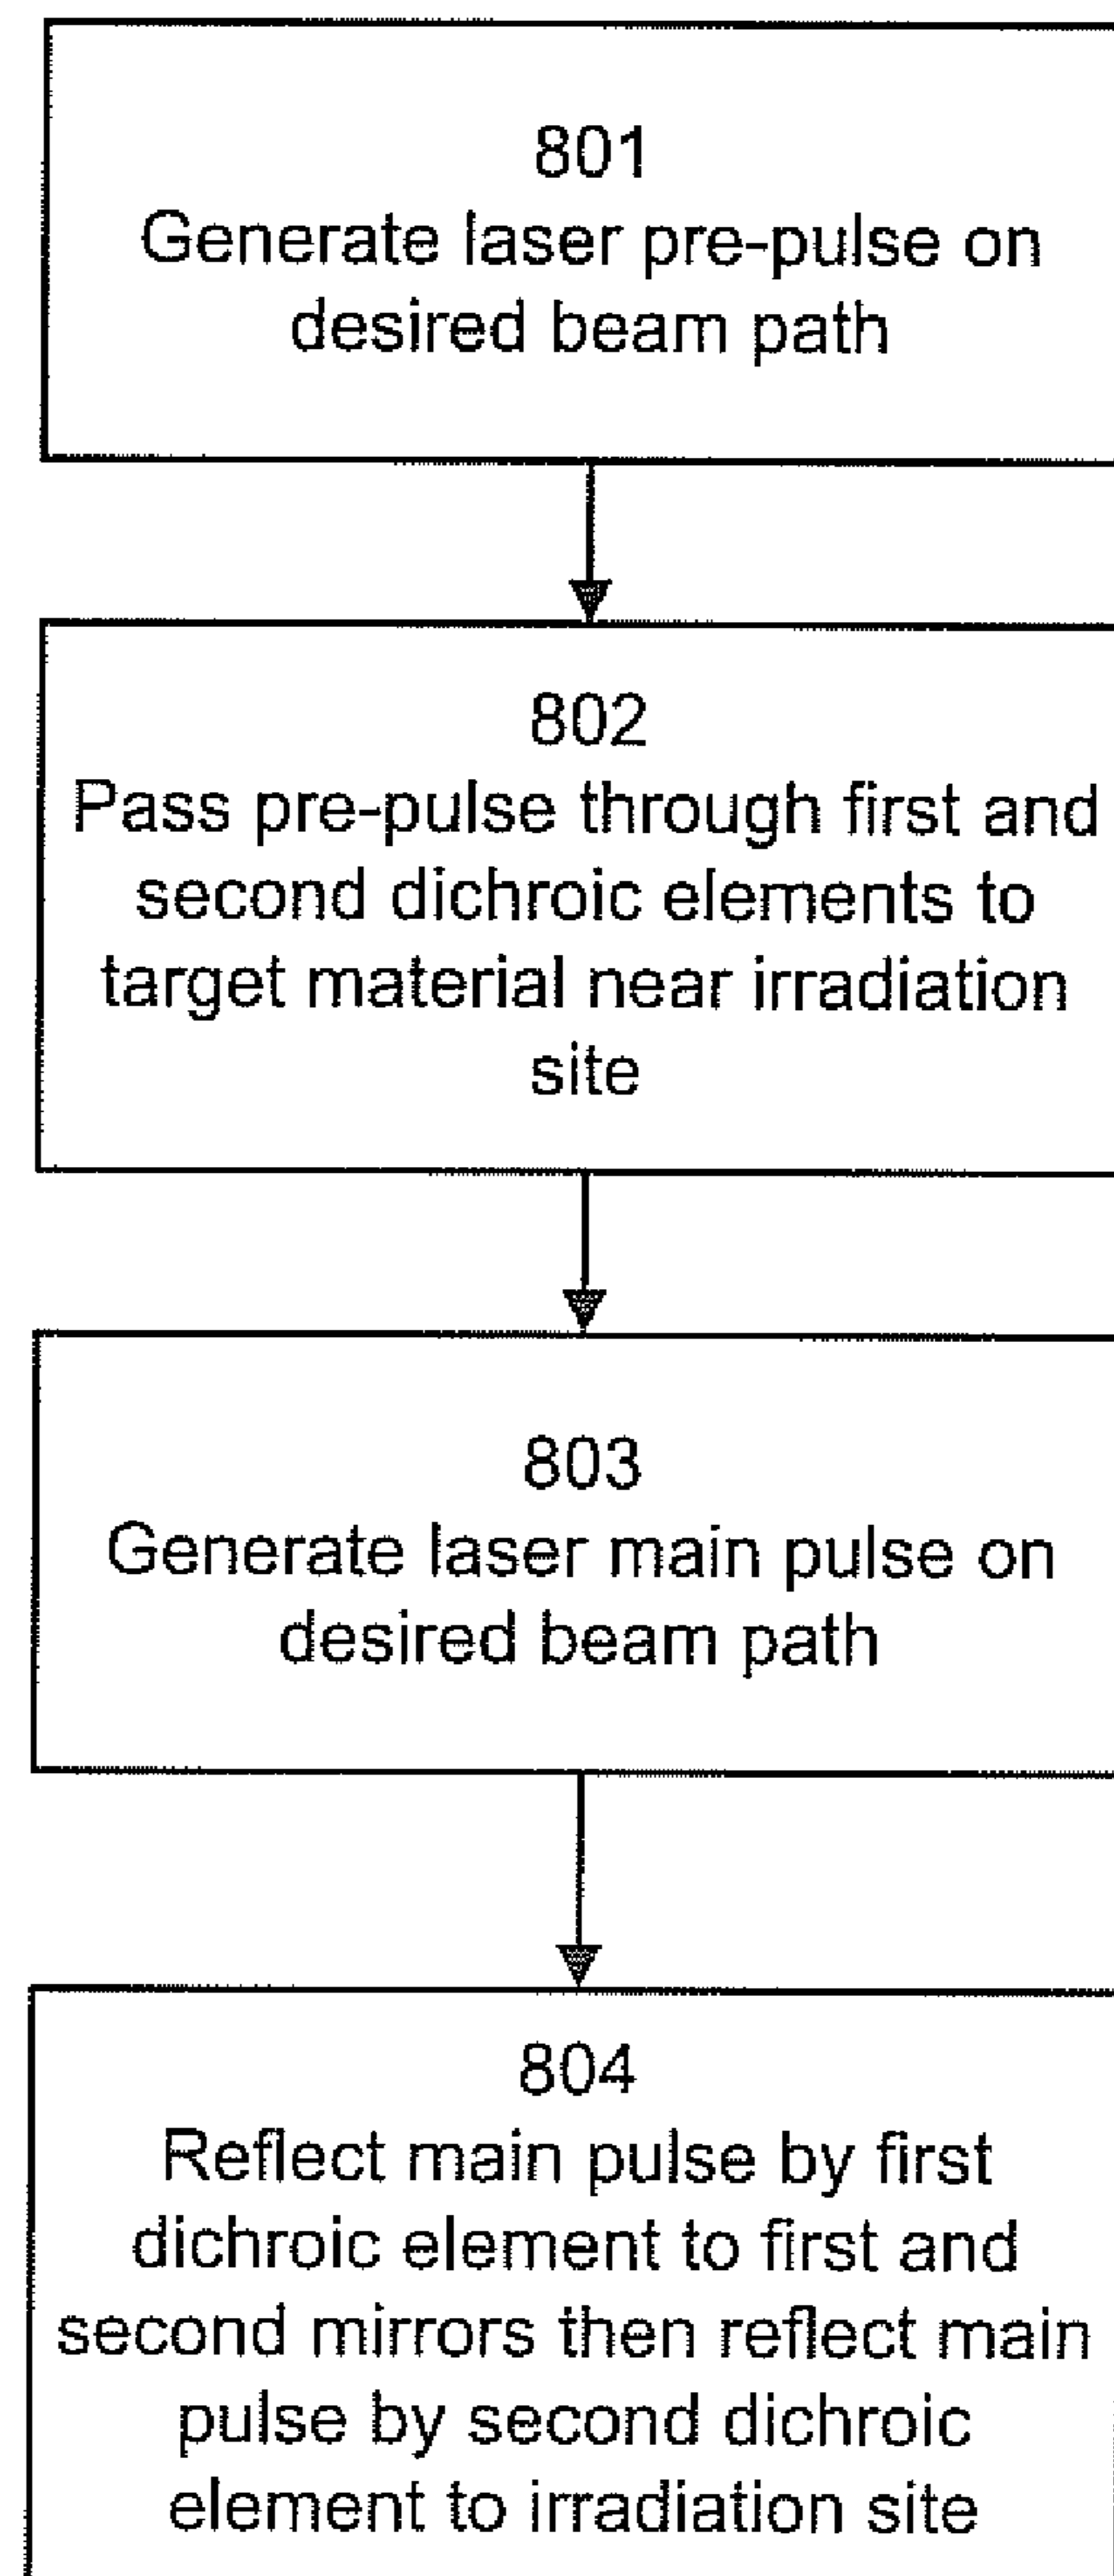 801
Generate laser pre-pulse on
desired beam path
802
Pass pre-pulse through first and
second dichroic elements to
target material near irradiation
site
803
Generate laser main pulse on
desired beam path
804
Reflect main pulse by first
dichroic element to first and
second mirrors then reflect main
pulse by second dichroic
element to irradiation site